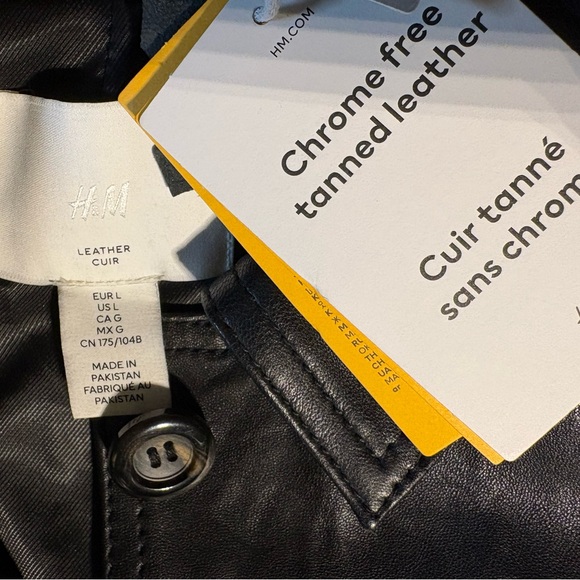 HM.COM
Chrome free
tanned leather
Cuir tanné
sans chrom
H&M
LEATHER
CUIR
EUR L
US L
CA G
MX G
CN 175/104B
MADE IN
PAKISTAN
FABRIQUÉ AU
PAKISTAN